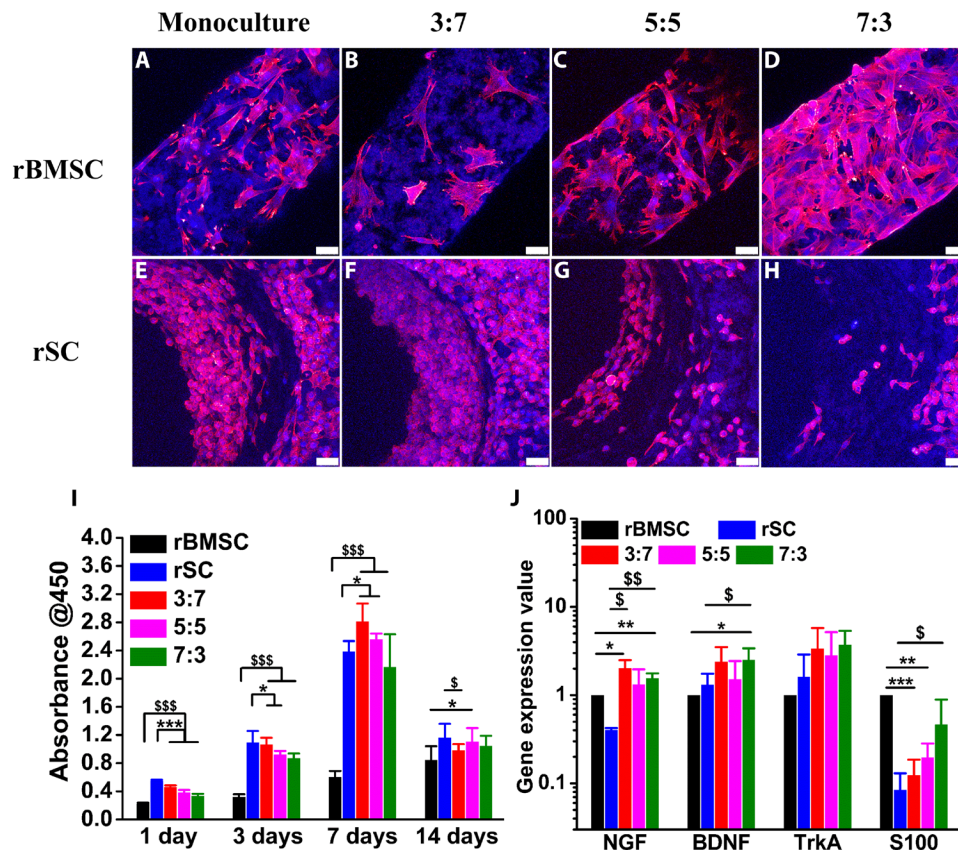 Monoculture 3:7 5:5 7:3
A B C D
rBMSC
E F G H
rSC
I
J
4.0
3.6
3.2
2.8
2.4
2.0
1.6
1.2
0.8
0.4
0.0
Absorbance @450
rBMSC
rSC
3:7
5:5
7:3
$$$
***
$$$
*
$$$
*
$
*
1 day 3 days 7 days 14 days
100
10
1
0.1
Gene expression value
rBMSC rSC
3:7 5:5 7:3
$$
$
**
*
$
*
$
**
***
NGF BDNF TrkA S100